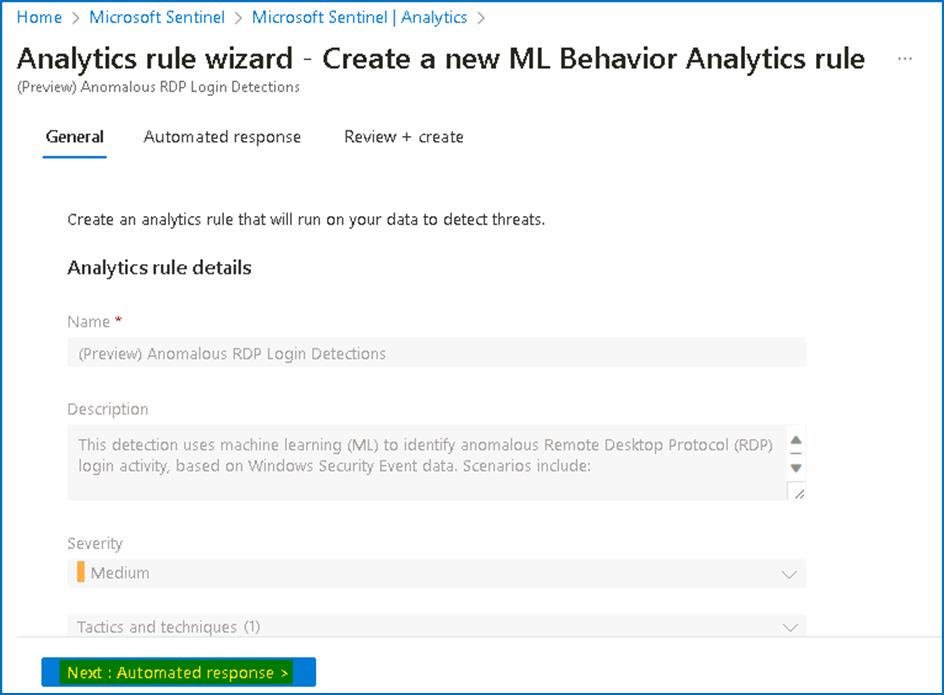 Home > Microsoft Sentinel > Microsoft Sentinel | Analytics >
Analytics rule wizard - Create a new ML Behavior Analytics rule ...
(Preview) Anomalous RDP Login Detections
General Automated response Review + create
Create an analytics rule that will run on your data to detect threats.
Analytics rule details
Name *
(Preview) Anomalous RDP Login Detections
Description
This detection uses machine learning (ML) to identify anomalous Remote Desktop Protocol (RDP)
login activity, based on Windows Security Event data. Scenarios include:
Severity
Medium
Tactics and techniques (1)
Next : Automated response >